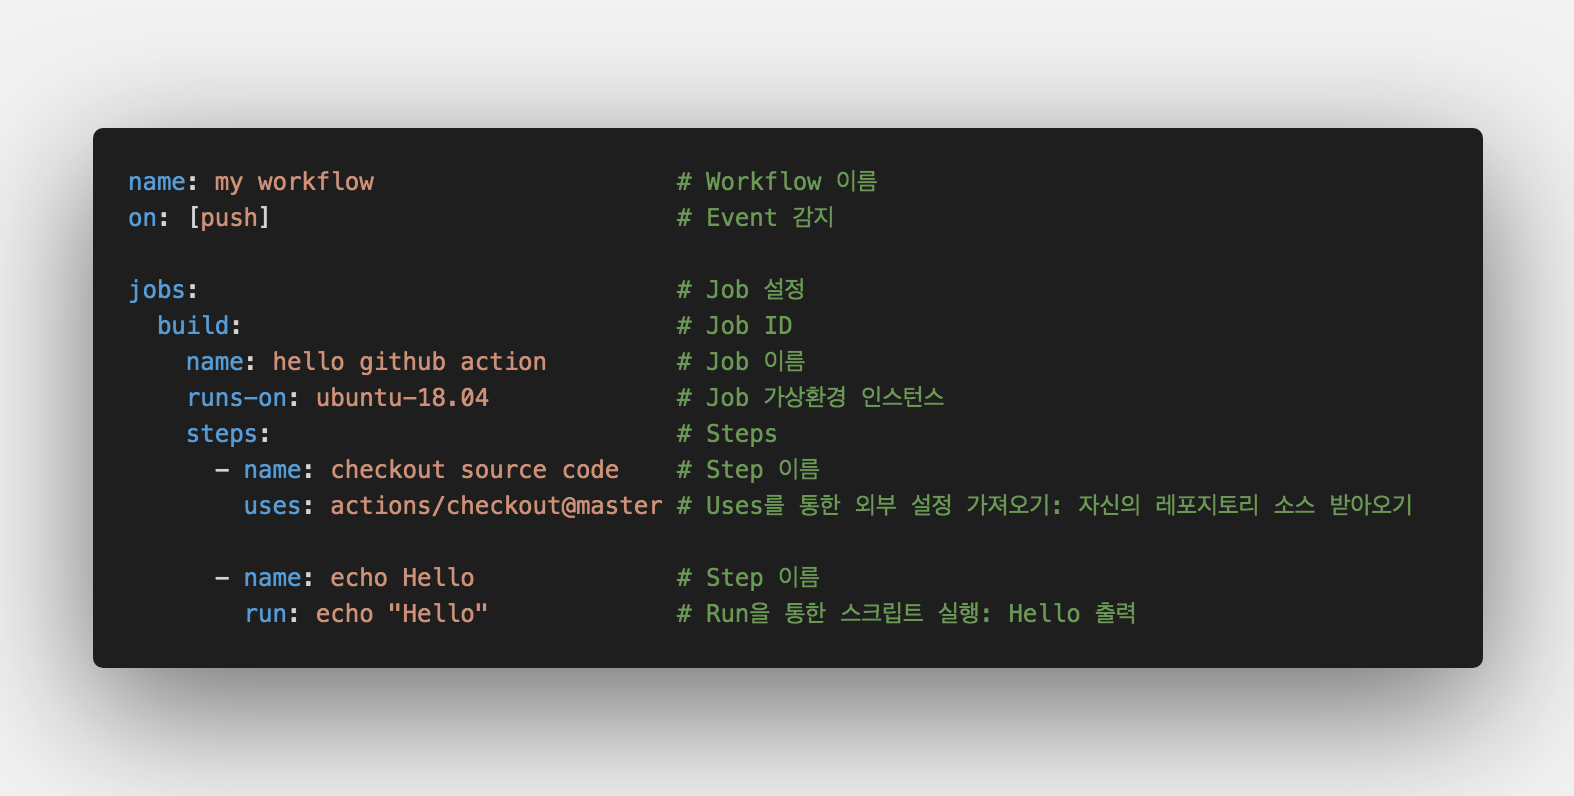 name: my workflow # Workflow 이름
on: [push] # Event 감지
jobs: # Job 설정
build: # Job ID
name: hello github action # Job 이름
runs-on: ubuntu-18.04 # Job 가상환경 인스턴스
steps: # Steps
- name: checkout source code # Step 이름
uses: actions/checkout@master # Uses를 통한 외부 설정 가져오기: 자신의 레포지토리 소스 받아오기
- name: echo Hello # Step 이름
run: echo "Hello" # Run을 통한 스크립트 실행: Hello 출력